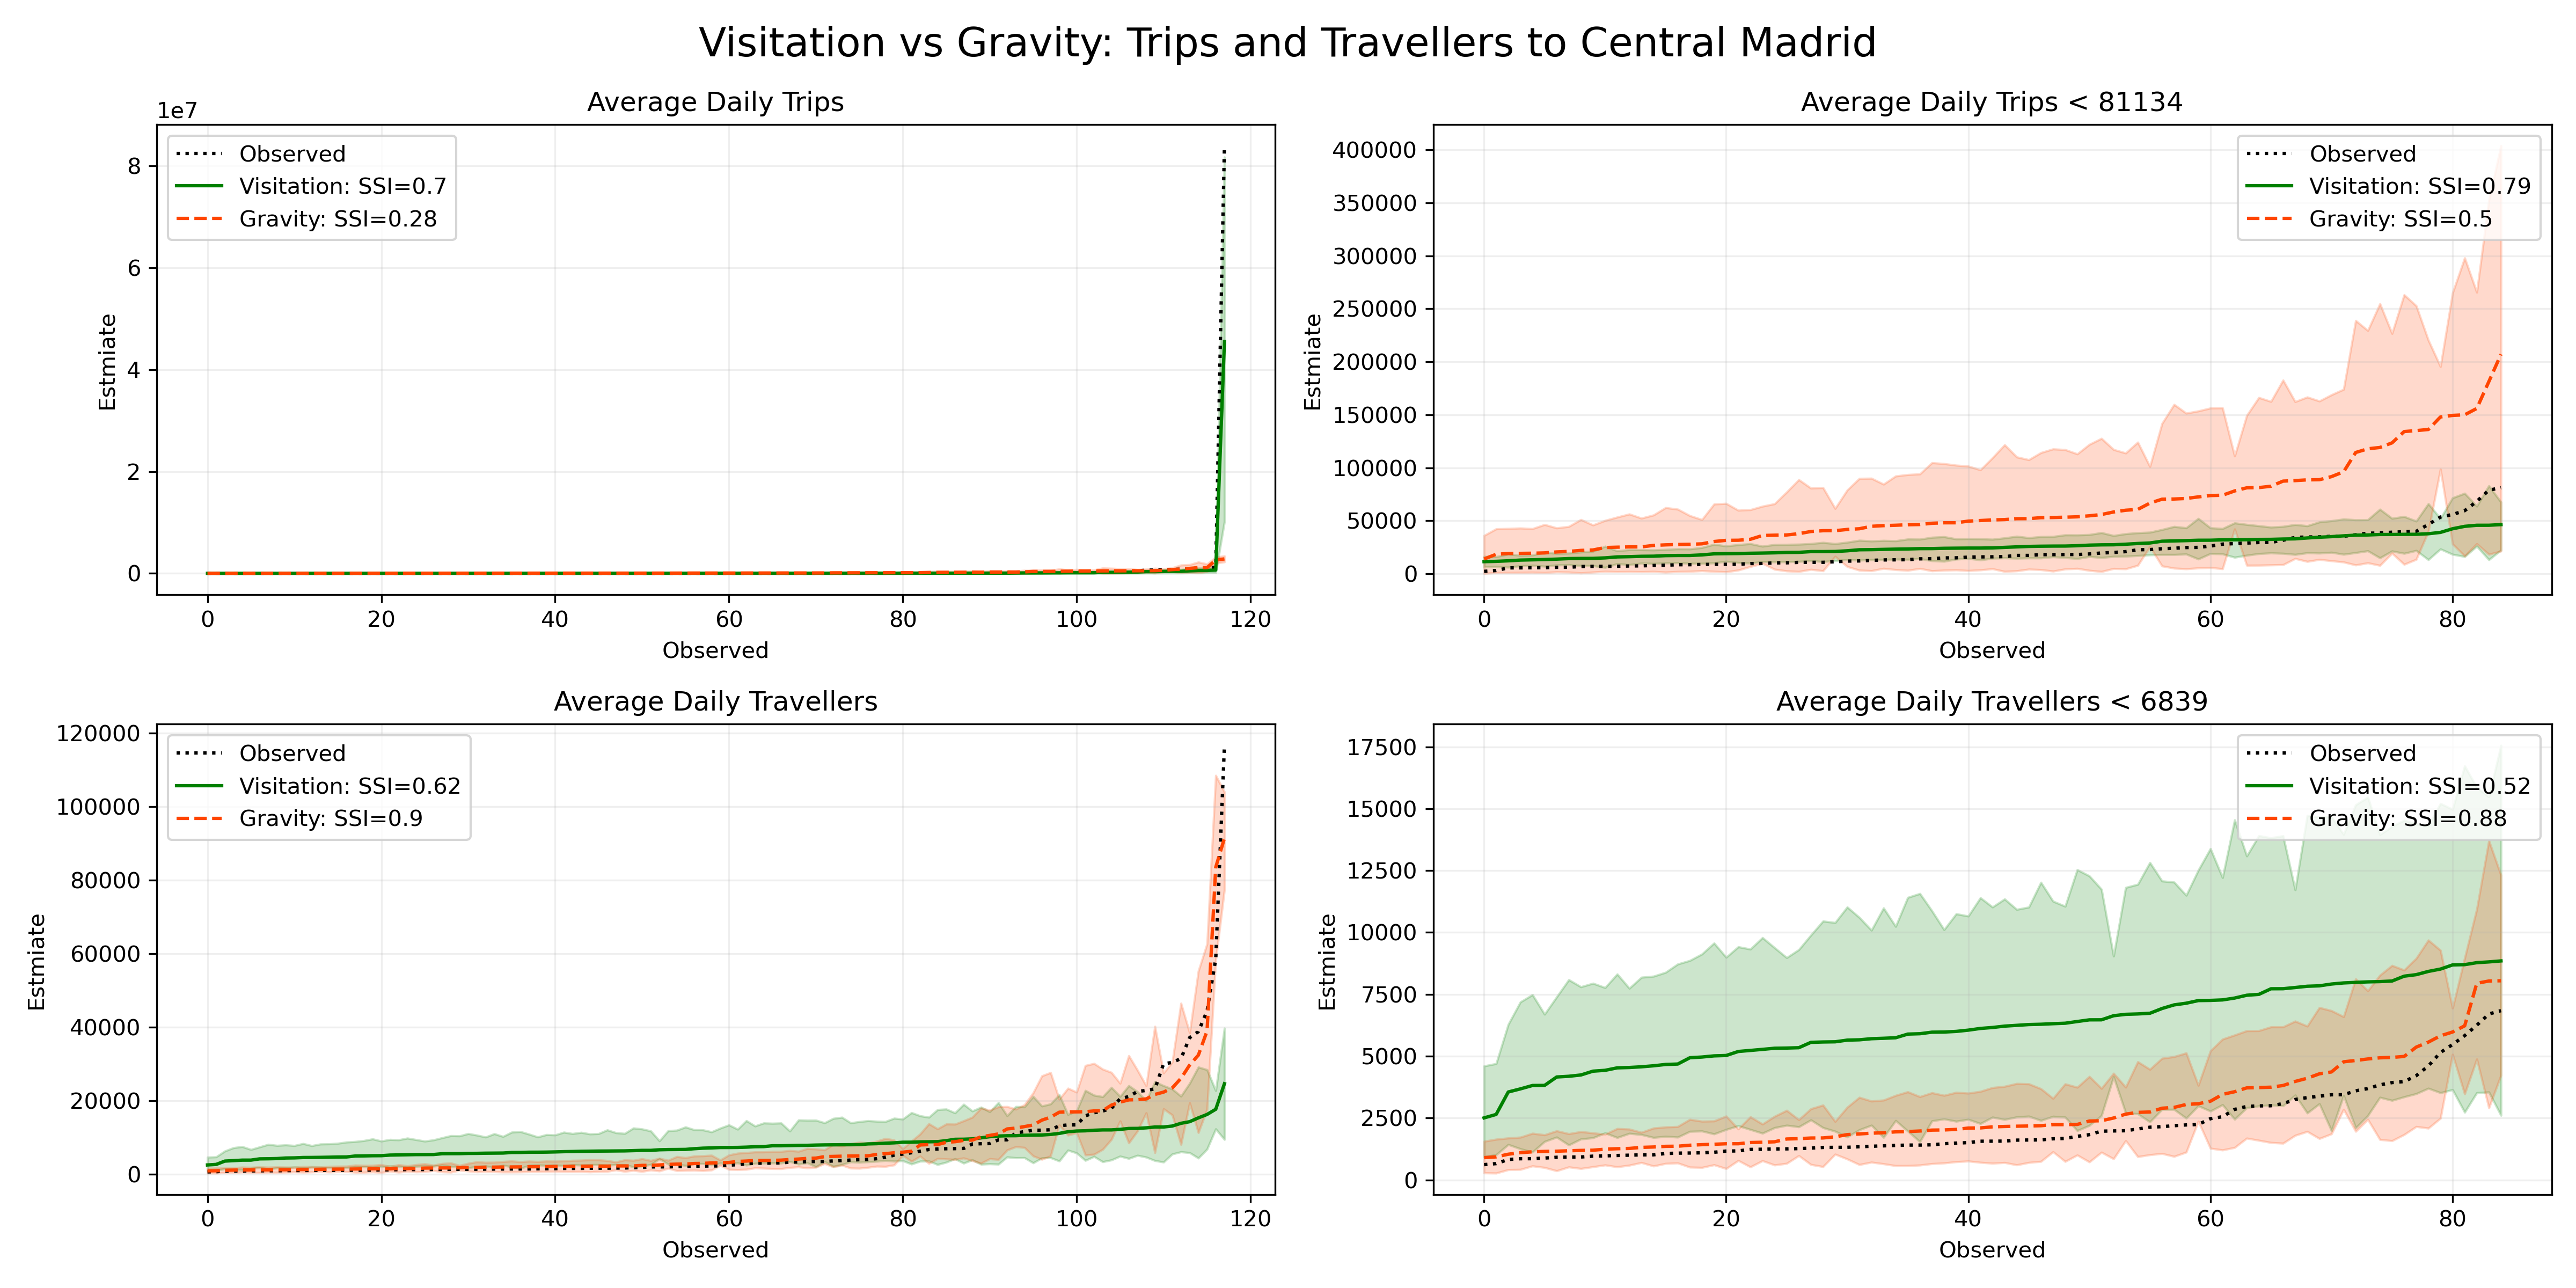 Visitation vs Gravity: Trips and Travellers to Central Madrid
Average Daily Trips
1e7
Observed
Visitation: SSI=0.7
Gravity: SSI=0.28
8
6
4
2
0
Estmiate
0 20 40 60 80 100 120
Observed
Average Daily Trips < 81134
Observed
Visitation: SSI=0.79
Gravity: SSI=0.5
400000
350000
300000
250000
200000
150000
100000
50000
0
Estmiate
0 20 40 60 80
Observed
Average Daily Travellers
Observed
Visitation: SSI=0.62
Gravity: SSI=0.9
120000
100000
80000
60000
40000
20000
0
Estmiate
0 20 40 60 80 100 120
Observed
Average Daily Travellers < 6839
Observed
Visitation: SSI=0.52
Gravity: SSI=0.88
17500
15000
12500
10000
7500
5000
2500
0
Estmiate
0 20 40 60 80
Observed